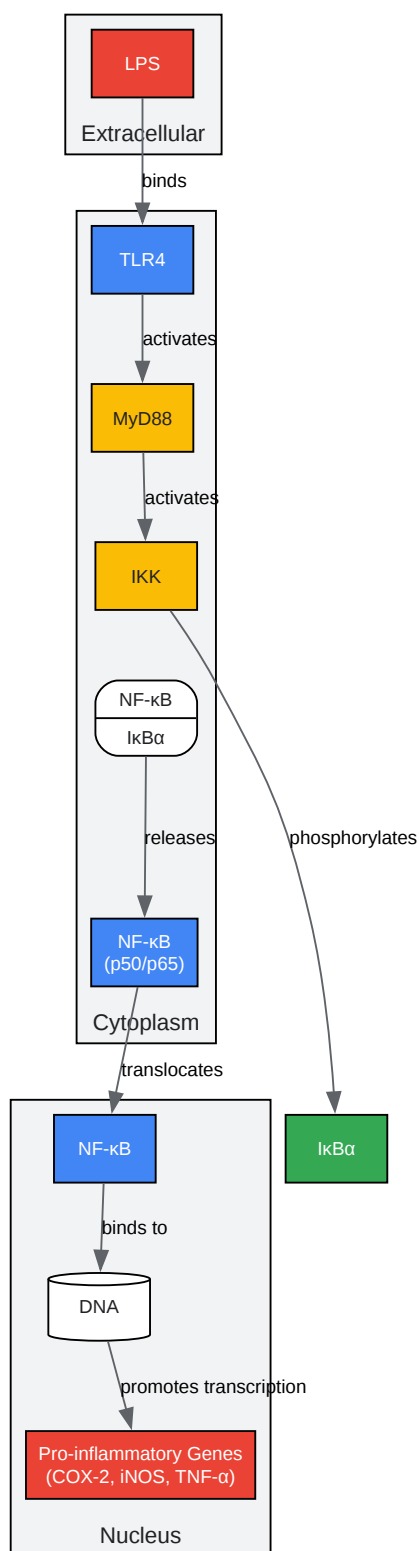 LPS
Extracellular
binds
TLR4
activates
MyD88
activates
IKK
NF-κB
IκBα
releases
phosphorylates
NF-κB
(p50/p65)
Cytoplasm
translocates
NF-κB
IκBα
binds to
DNA
promotes transcription
Pro-inflammatory Genes
(COX-2, iNOS, TNF-α)
Nucleus